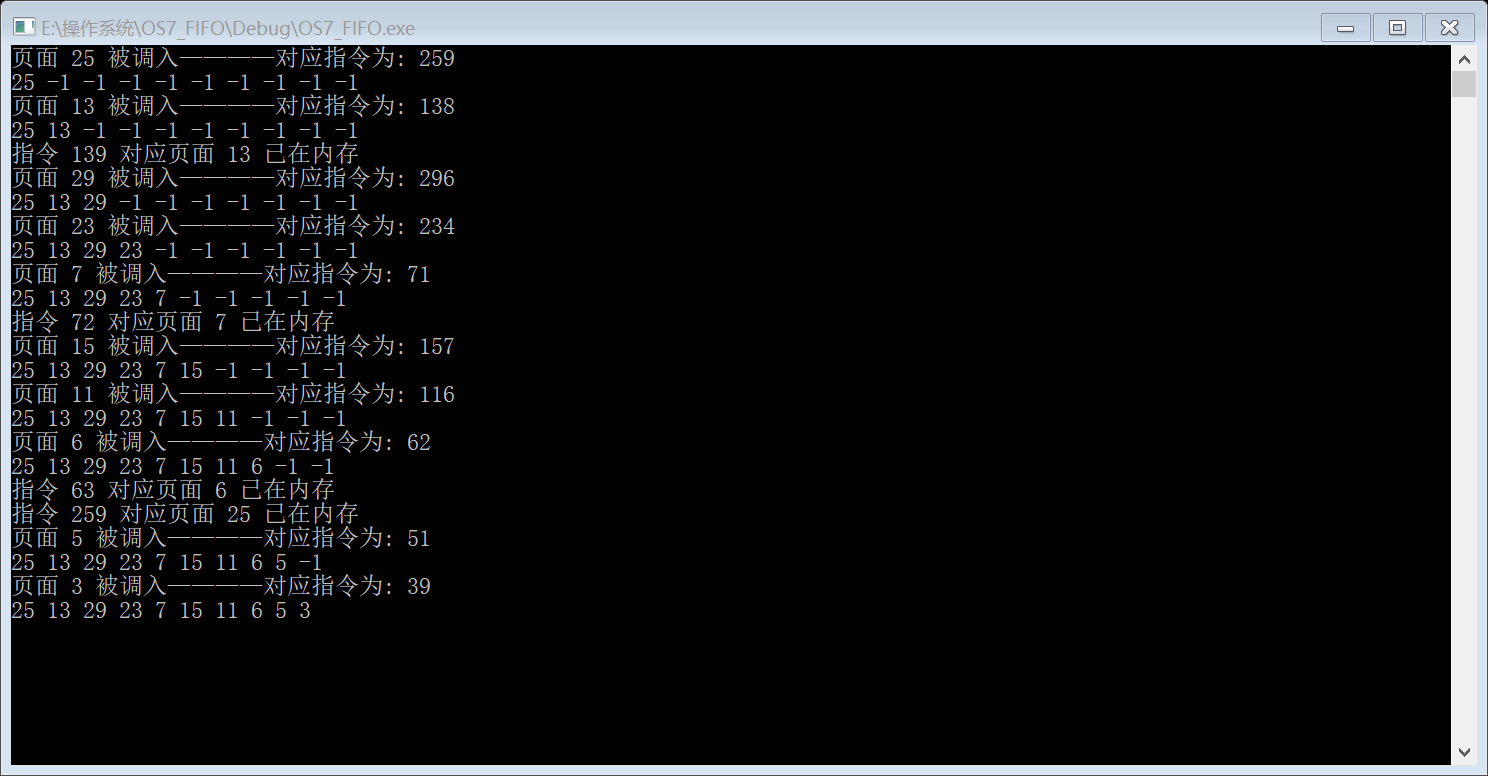 E:\操作系统\OS7_FIFO\Debug\OS7_FIFO.exe
页面 25 被调入————对应指令为: 259
25 -1 -1 -1 -1 -1 -1 -1 -1 -1
页面 13 被调入————对应指令为: 138
25 13 -1 -1 -1 -1 -1 -1 -1 -1
指令 139 对应页面 13 已在内存
页面 29 被调入————对应指令为: 296
25 13 29 -1 -1 -1 -1 -1 -1 -1
页面 23 被调入————对应指令为: 234
25 13 29 23 -1 -1 -1 -1 -1 -1
页面 7 被调入————对应指令为: 71
25 13 29 23 7 -1 -1 -1 -1 -1
指令 72 对应页面 7 已在内存
页面 15 被调入————对应指令为: 157
25 13 29 23 7 15 -1 -1 -1 -1
页面 11 被调入————对应指令为: 116
25 13 29 23 7 15 11 -1 -1 -1
页面 6 被调入————对应指令为: 62
25 13 29 23 7 15 11 6 -1 -1
指令 63 对应页面 6 已在内存
指令 259 对应页面 25 已在内存
页面 5 被调入————对应指令为: 51
25 13 29 23 7 15 11 6 5 -1
页面 3 被调入————对应指令为: 39
25 13 29 23 7 15 11 6 5 3